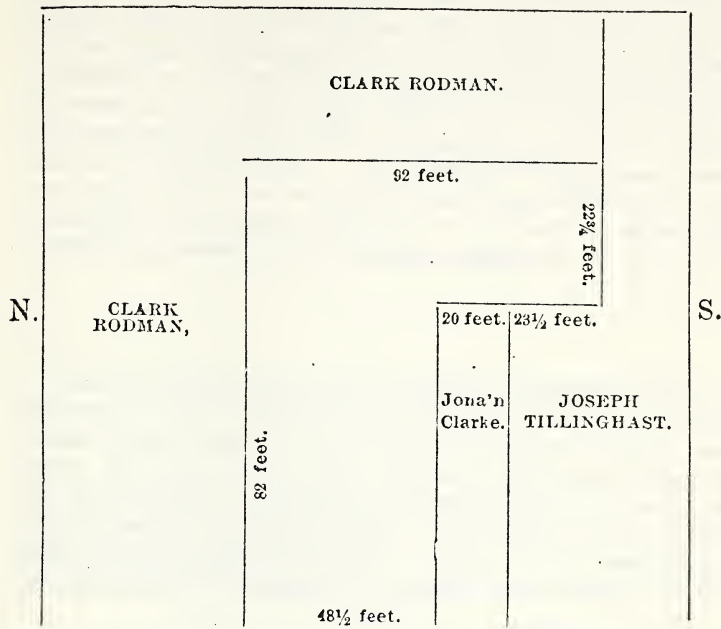 CLARK RODMAN.
92 feet.
22¾ feet.
N.
CLARK
RODMAN,
S.
20 feet.
23½ feet.
Jona'n
Clarke.
JOSEPH
TILLINGHAST.
82 feet.
48½ feet.